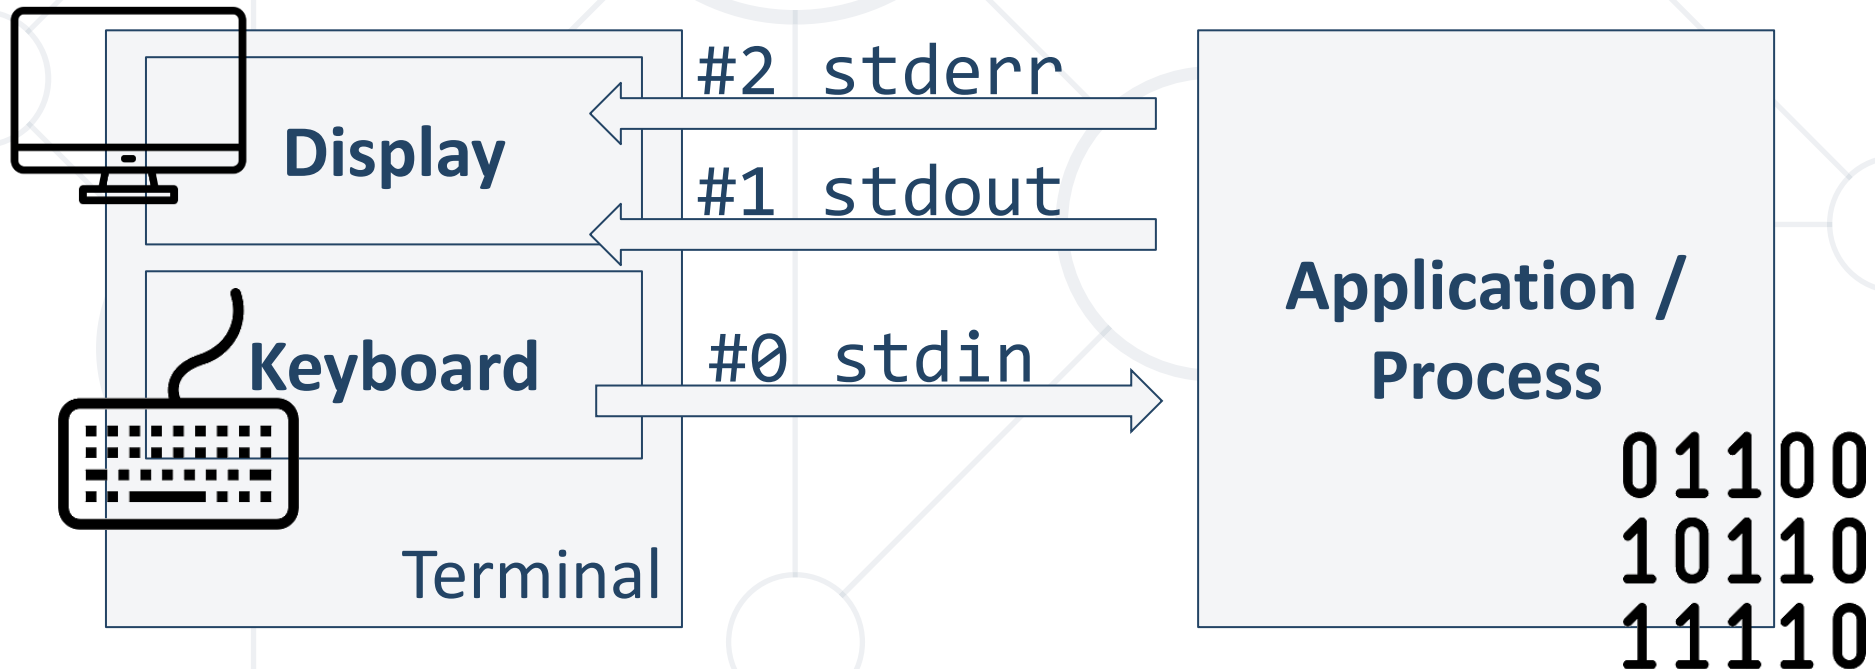 #2 stderr
Display
#1 stdout
Application /
Process
Keyboard
#0 stdin
Terminal
01100
10110
11110